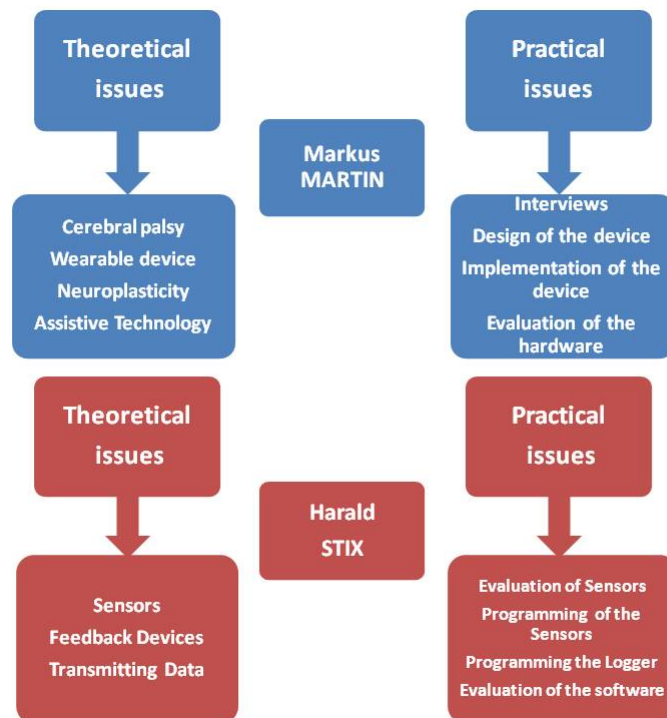 Theoretical
issues
Practical
issues
Markus
MARTIN
Cerebral palsy
Wearable device
Neuroplasticity
Assistive Technology
Interviews
Design of the device
Implementation of the
device
Evaluation of the
hardware
Theoretical
issues
Practical
issues
Harald
STIX
Sensors
Feedback Devices
Transmitting Data
Evaluation of Sensors
Programming of the
Sensors
Programming the Logger
Evaluation of the software